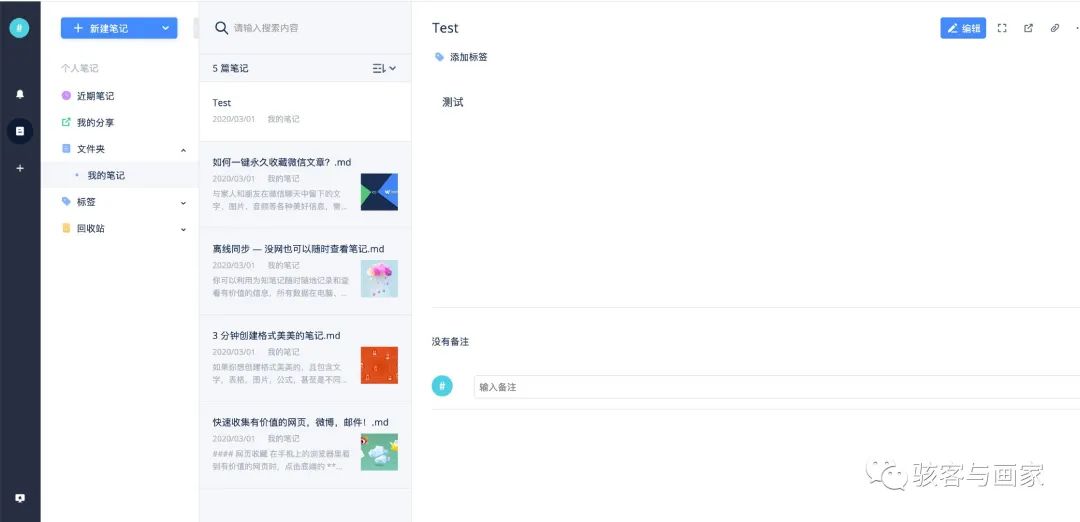 #
新建笔记
个人笔记
近期笔记
我的分享
文件夹
我的笔记
标签
回收站
请输入搜索内容
5 篇笔记
Test
2020/03/01 我的笔记
如何一键永久收藏微信文章？.md
2020/03/01 我的笔记
与家人和朋友在微信聊天中留下的文
字，图片，音频等各种美好信息，需...
离线同步 — 没网也可以随时查看笔记.md
2020/03/01 我的笔记
你可以利用为知笔记随时随地记录和查
看有价值的信息，所有数据在电脑、...
3 分钟创建格式美美的笔记.md
2020/03/01 我的笔记
如果你想创建格式美美的，且包含文
字，表格，图片，公式，甚至是不同...
快速收集有价值的网页，微博，邮件！.md
2020/03/01 我的笔记
#### 网页收藏 在手机上的浏览器里看
到有价值的网页时，点击底端的 **...
Test
编辑
添加标签
测试
没有备注
#
输入备注
骇客与画家